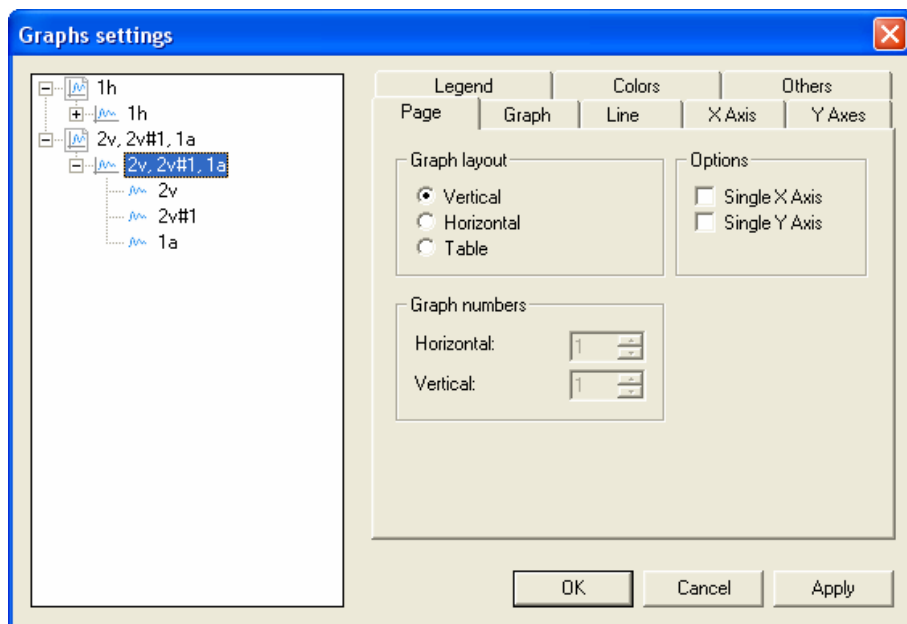 Graphs settings
1h
1h
2v, 2v#1, 1a
2v, 2v#1, 1a
2v
2v#1
1a
Legend Colors Others
Page Graph Line X Axis Y Axes
Graph layout
Vertical
Horizontal
Table
Options
Single X Axis
Single Y Axis
Graph numbers
Horizontal: 1
Vertical: 1
OK Cancel Apply